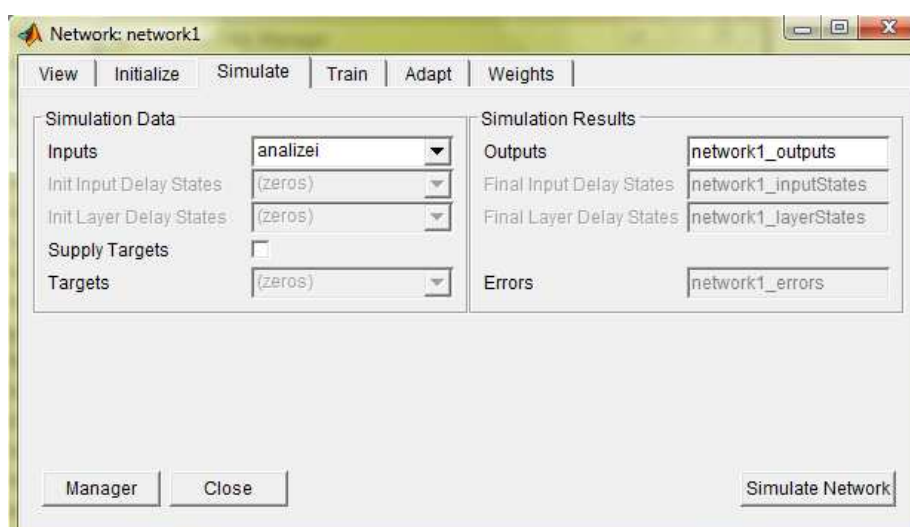 Network: network1
View Initialize Simulate Train Adapt Weights
Simulation Data
Inputs analizei
Init Input Delay States (zeros)
Init Layer Delay States (zeros)
Supply Targets
Targets (zeros)
Simulation Results
Outputs network1_outputs
Final Input Delay States network1_inputStates
Final Layer Delay States network1_layerStates
Errors network1_errors
Manager Close Simulate Network